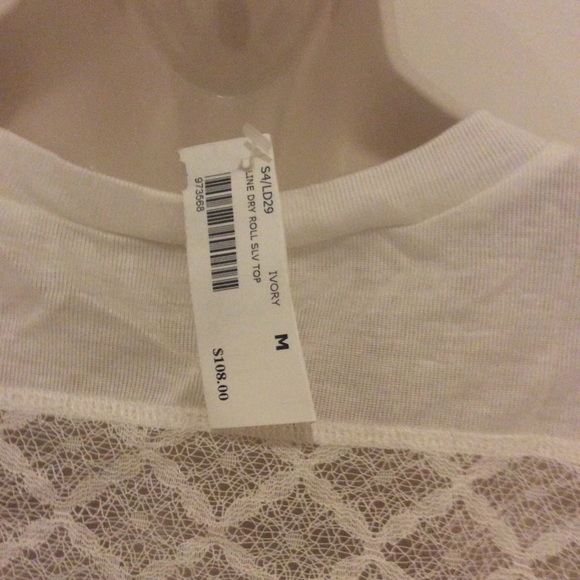 S4/LD29
LINE DRY ROLL SLV TOP
IVORY
M
973568
$108.00